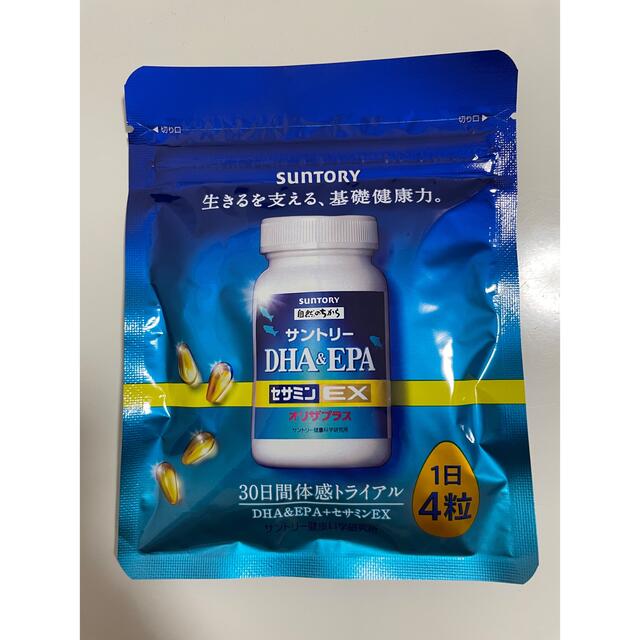 切り口
切り口
SUNTORY
生きるを支える、基礎健康力。
SUNTORY
自然のちから
サントリー
DHA&EPA
セサミンEX
オリザプラス
サントリー健康科学研究所
30日間体感トライアル
DHA&EPA+セサミンEX
サントリー健康科学研究所
1日
4粒